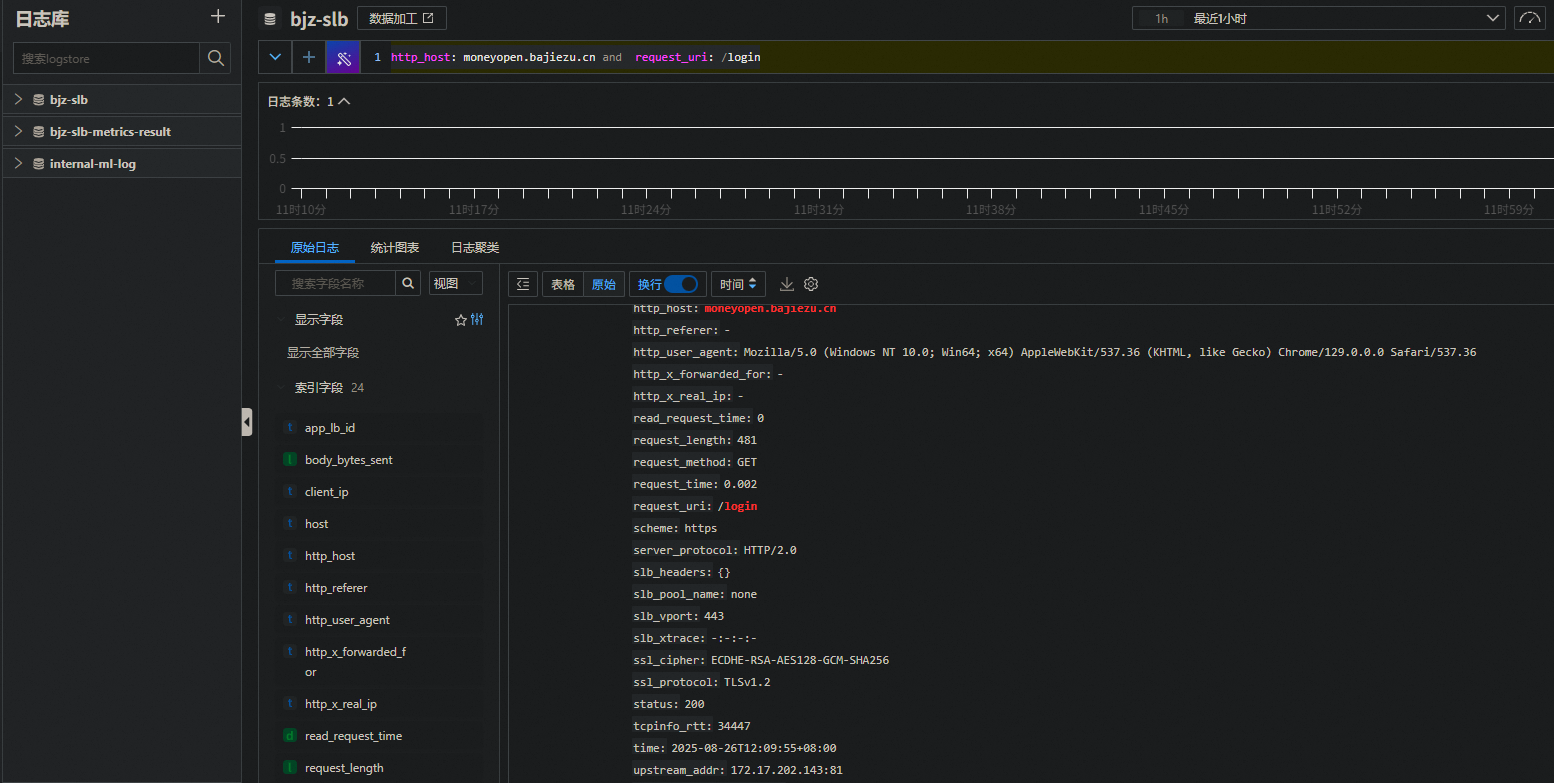 日志库
搜索logstore
bjz-slb
bjz-slb-metrics-result
internal-ml-log
bjz-slb 数据加工
1h 最近1小时
1 http_host: moneyopen.bajiezu.cn and request_uri: /login
日志条数: 1
1
0.5
0
11时10分 11时17分 11时24分 11时31分 11时38分 11时45分 11时52分 11时59分
原始日志 统计图表 日志聚类
搜索字段名称 视图
表格 原始 换行 时间
显示字段
显示全部字段
索引字段 24
t app_lb_id
l body_bytes_sent
t client_ip
t host
t http_host
t http_referer
t http_user_agent
t http_x_forwarded_f
or
t http_x_real_ip
d read_request_time
l request_length
http_host: moneyopen.bajiezu.cn
http_referer: -
http_user_agent: Mozilla/5.0 (Windows NT 10.0; Win64; x64) AppleWebKit/537.36 (KHTML, like Gecko) Chrome/129.0.0.0 Safari/537.36
http_x_forwarded_for: -
http_x_real_ip: -
read_request_time: 0
request_length: 481
request_method: GET
request_time: 0.002
request_uri: /login
scheme: https
server_protocol: HTTP/2.0
slb_headers: {}
slb_pool_name: none
slb_vport: 443
slb_xtrace: -:-:-:-
ssl_cipher: ECDHE-RSA-AES128-GCM-SHA256
ssl_protocol: TLSv1.2
status: 200
tcpinfo_rtt: 34447
time: 2025-08-26T12:09:55+08:00
upstream_addr: 172.17.202.143:81